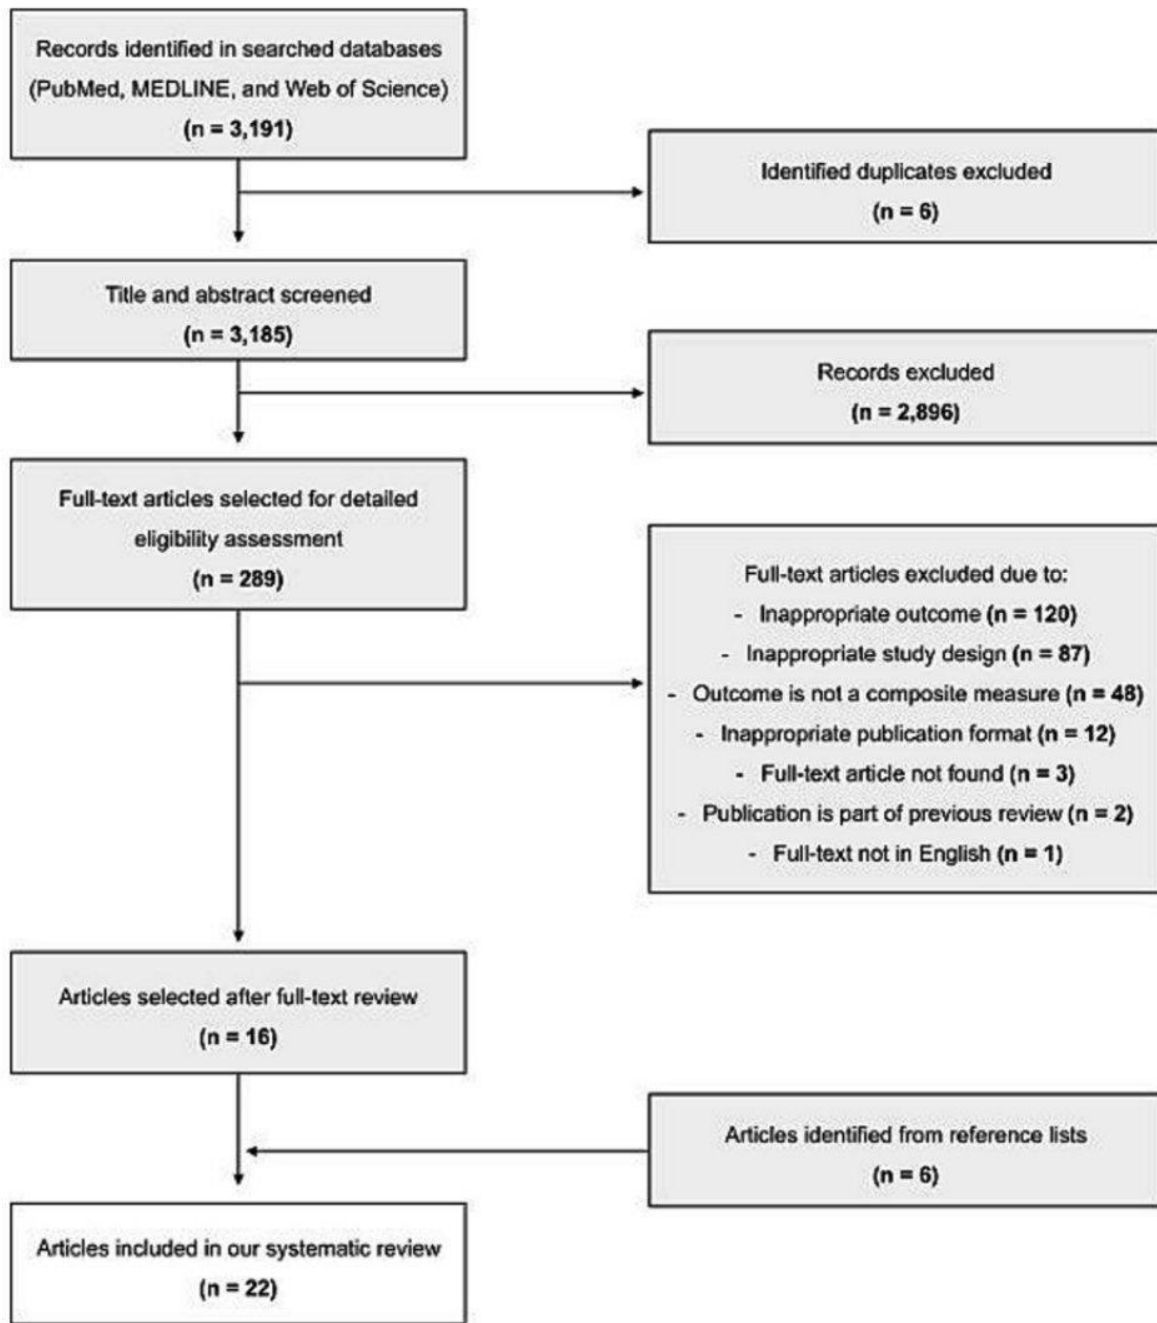 Records identified in searched databases
(PubMed, MEDLINE, and Web of Science)
(n = 3,191)
Identified duplicates excluded
(n = 6)
Title and abstract screened
(n = 3,185)
Records excluded
(n = 2,896)
Full-text articles selected for detailed
eligibility assessment
(n = 289)
Full-text articles excluded due to:
- Inappropriate outcome (n = 120)
- Inappropriate study design (n = 87)
- Outcome is not a composite measure (n = 48)
- Inappropriate publication format (n = 12)
- Full-text article not found (n = 3)
- Publication is part of previous review (n = 2)
- Full-text not in English (n = 1)
Articles selected after full-text review
(n = 16)
Articles identified from reference lists
(n = 6)
Articles included in our systematic review
(n = 22)